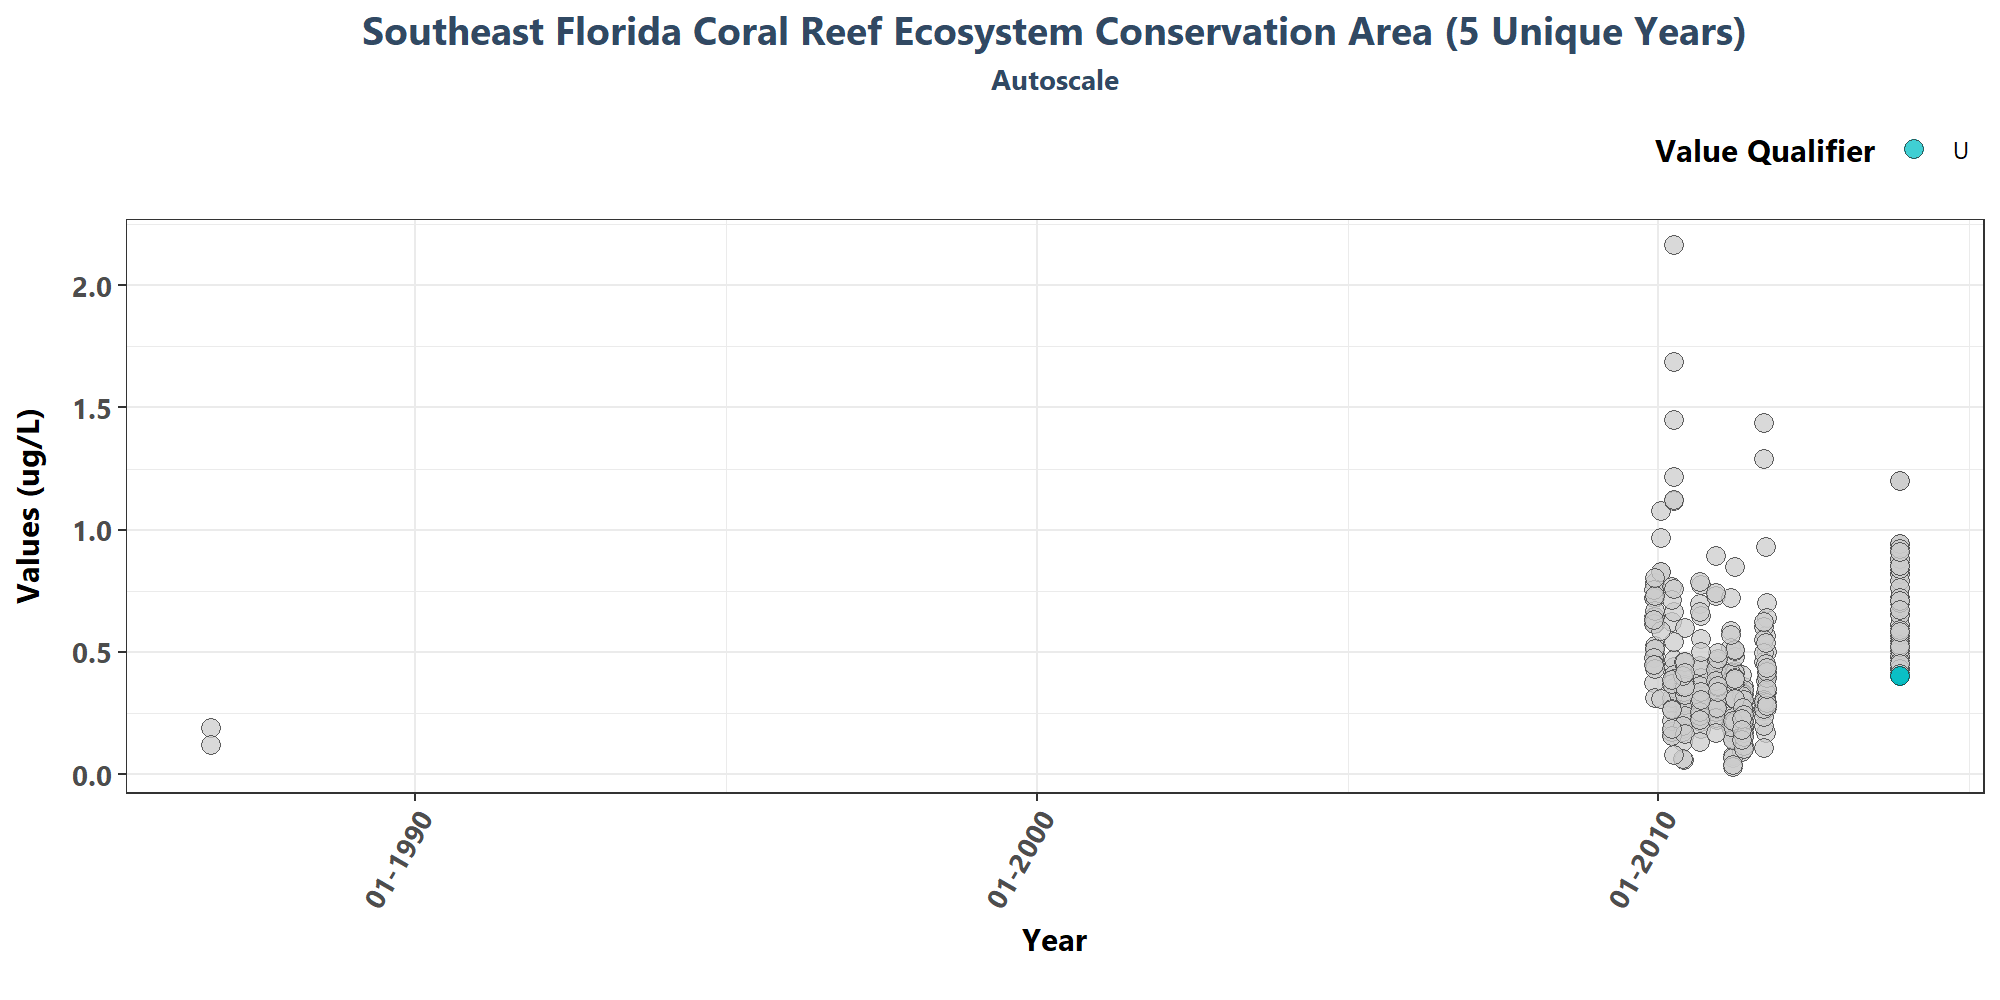 Southeast Florida Coral Reef Ecosystem Conservation Area (5 Unique Years)
Autoscale
Value Qualifier U
Values (ug/L)
2.0
1.5
1.0
0.5
0.0
01-1990
01-2000
01-2010
Year